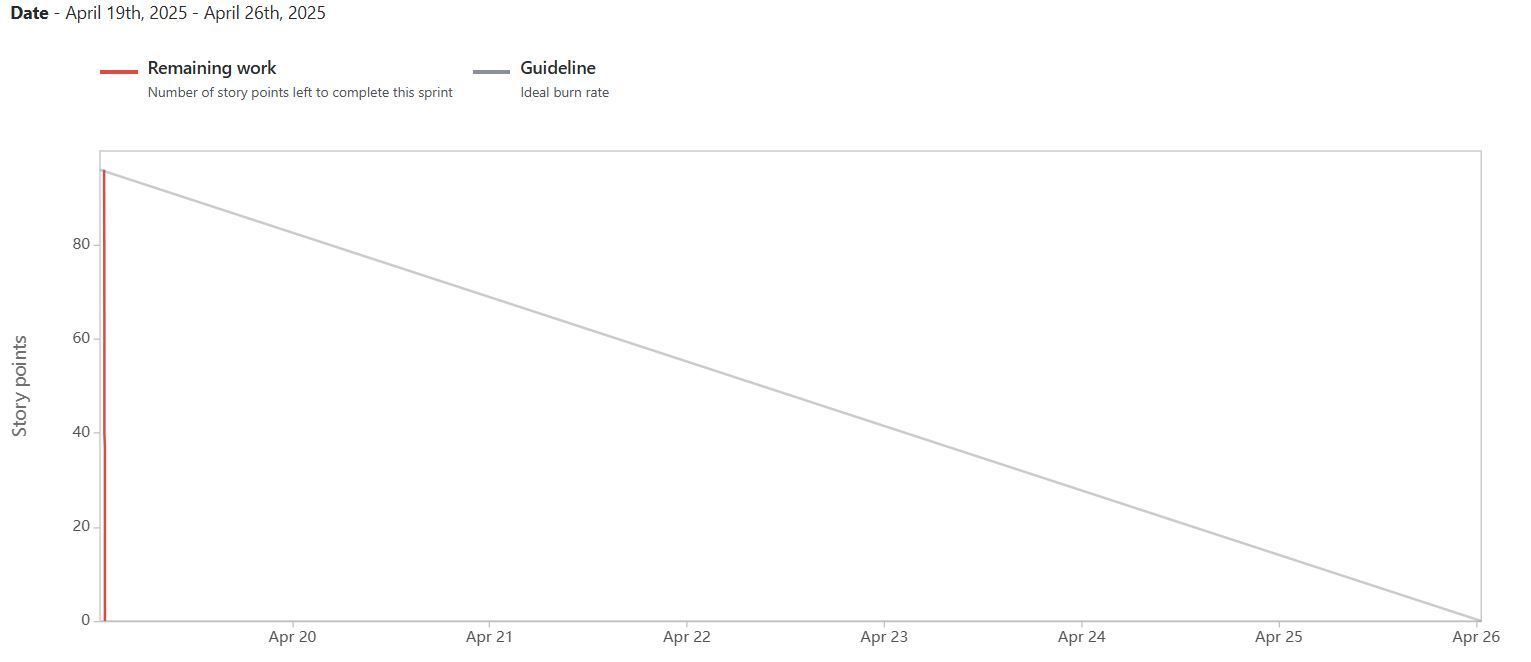 Date - April 19th, 2025 - April 26th, 2025
Remaining work
Number of story points left to complete this sprint
Guideline
Ideal burn rate
Story points
80
60
40
20
0
Apr 20 Apr 21 Apr 22 Apr 23 Apr 24 Apr 25 Apr 26